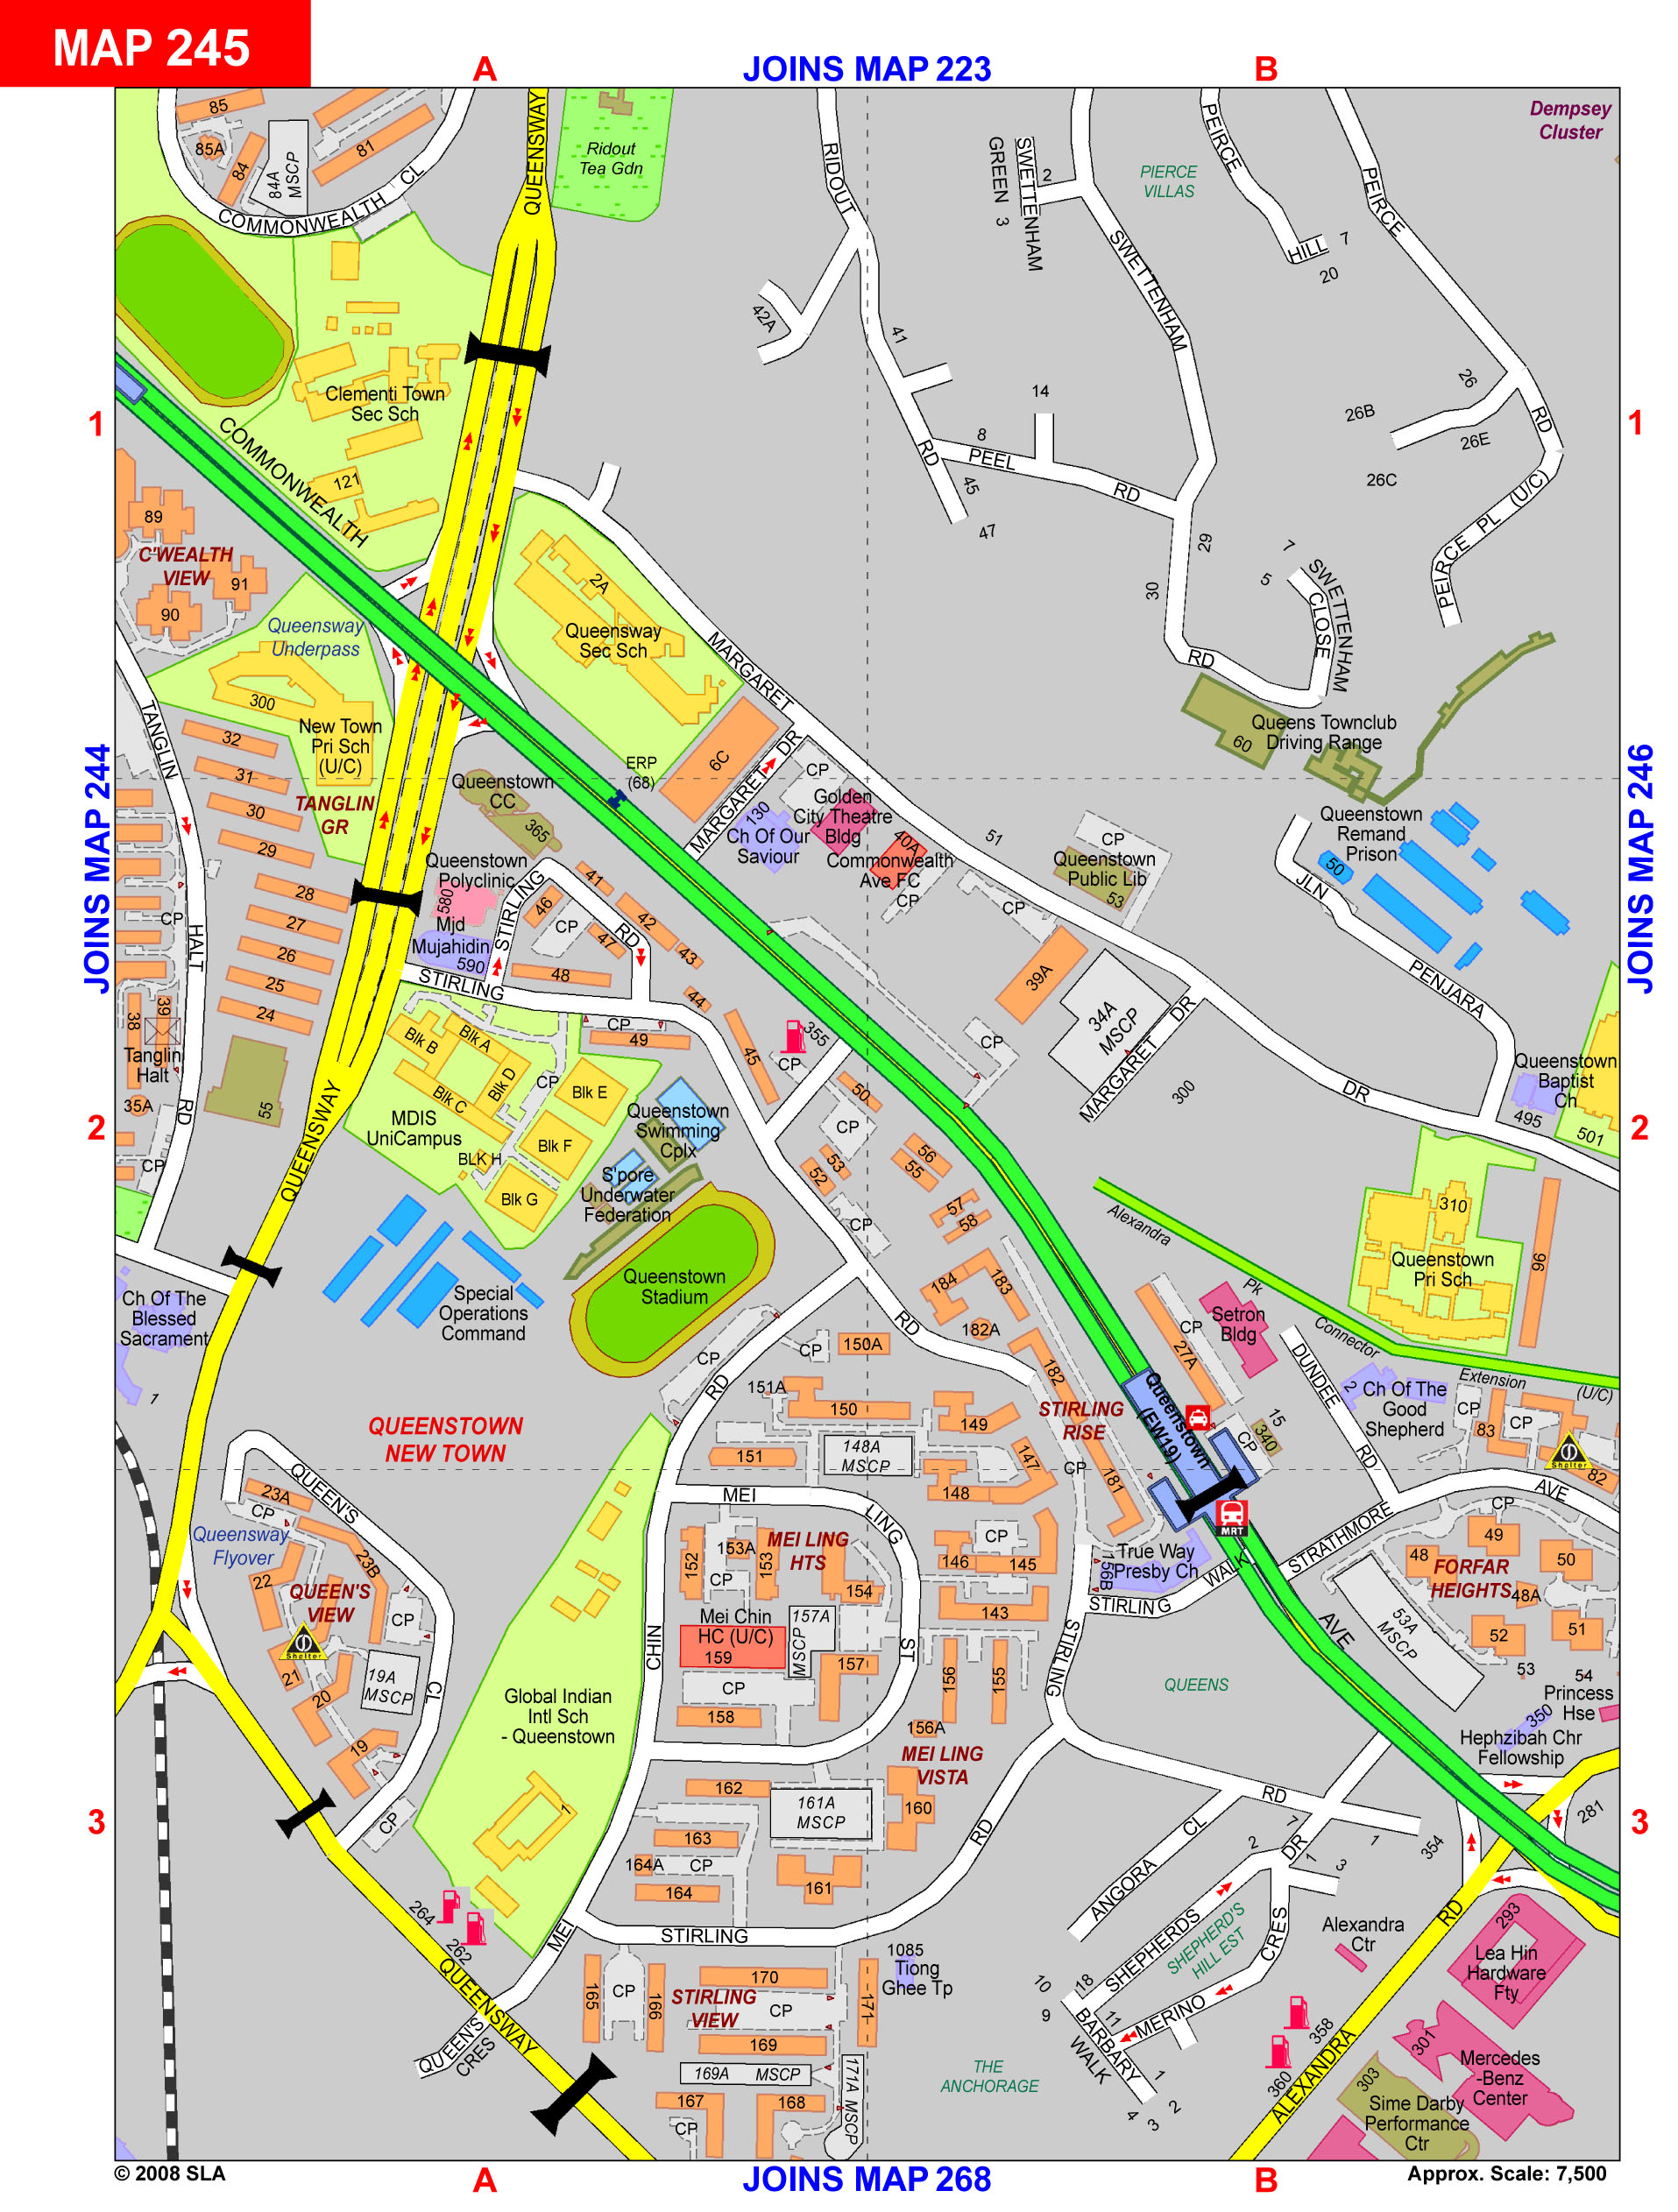 MAP 245
A
JOINS MAP 223
B
Dempsey
Cluster
85
85A
84
84A
MSCP
81
COMMONWEALTH
CL
QUEENSWAY
Ridout
Tea Gdn
RIDOUT
GREEN
SWETTENHAM
2
3
PIERCE
VILLAS
PEIRCE
PEIRCE
HILL
7
20
SWETTENHAM
42A
41
14
8
PEEL
RD
RD
45
47
26
26B
26E
26C
RD
PEIRCE PL (U/C)
1
1
Clementi Town
Sec Sch
121
COMMONWEALTH
89
C'WEALTH
VIEW
91
90
Queensway
Underpass
2A
Queensway
Sec Sch
MARGARET
29
30
7
5
SWETTENHAM
CLOSE
RD
300
New Town
Pri Sch
(U/C)
TANGLIN
32
31
30
29
TANGLIN
GR
28
27
26
25
24
55
Queenstown
CC
365
ERP
(68)
6C
MARGARET DR
CP
130
Ch Of Our
Saviour
Golden
City Theatre
Bldg
40A
Commonwealth
Ave FC
CP
51
CP
Queenstown
Public Lib
53
60
Queens Townclub
Driving Range
Queenstown
Remand
Prison
50
JLN
PENJARA
JOINS MAP 244
JOINS MAP 246
Queenstown
Polyclinic
580
Mjd
Mujahidin
590
STIRLING
RD
41
42
43
44
45
46
47
48
CP
STIRLING
CP
49
355
CP
CP
39A
34A
MSCP
MARGARET DR
300
CP
DR
Queenstown
Baptist
Ch
495
501
CP
HALT
RD
38
39
Tanglin
Halt
35A
CP
2
2
Blk A
Blk B
Blk C
Blk D
CP
Blk E
Blk F
Blk G
BLK H
MDIS
UniCampus
Queenstown
Swimming
Cplx
S'pore
Underwater
Federation
Queenstown
Stadium
Special
Operations
Command
QUEENSWAY
50
CP
52
53
CP
56
55
57
58
184
183
182A
182
181
Alexandra
Pk
Connector
Extension
(U/C)
310
Queenstown
Pri Sch
96
Setron
Bldg
CP
27A
Ch Of The
Blessed
Sacrament
1
QUEENSTOWN
NEW TOWN
CP
RD
CP
150A
RD
151A
150
151
148A
MSCP
149
147
148
STIRLING
RISE
CP
Queenstown
(EW19)
CP
15
340
DUNDEE
RD
2
Ch Of The
Good
Shepherd
CP
CP
83
82
Shelter
MRT
AVE
STRATHMORE
QUEEN'S
23A
CP
Queensway
Flyover
23B
22
QUEEN'S
VIEW
CP
Shelter
21
20
19A
MSCP
CL
19
CP
MEI
LING
ST
152
153A
153
CP
MEI LING
HTS
154
Mei Chin
HC (U/C)
159
157A
MSCP
157
CP
158
146
CP
145
143
156
155
156A
MEI LING
VISTA
156B
True Way
Presby Ch
STIRLING
WALK
STIRLING
CP
48
49
50
FORFAR
HEIGHTS
48A
53A
MSCP
52
51
53
54
AVE
QUEENS
Princess
Hse
350
Hephzibah Chr
Fellowship
281
CHIN
Global Indian
Intl Sch
- Queenstown
1
162
161A
MSCP
160
163
164A
CP
164
161
RD
3
3
RD
ANGORA
CL
7
2
DR
1
3
1
354
SHEPHERDS
SHEPHERD'S
HILL EST
CRES
MERINO
10
9
18
11
BARBARY
WALK
1
2
3
4
264
262
QUEENSWAY
MEI
STIRLING
QUEEN'S
CRES
165
CP
166
170
STIRLING
VIEW
CP
169
169A
MSCP
167
CP
168
171
171A MSCP
1085
Tiong
Ghee Tp
THE
ANCHORAGE
Alexandra
Ctr
RD
293
Lea Hin
Hardware
Fty
358
360
ALEXANDRA
301
Mercedes
-Benz
Center
303
Sime Darby
Performance
Ctr
© 2008 SLA
A
JOINS MAP 268
B
Approx. Scale: 7,500